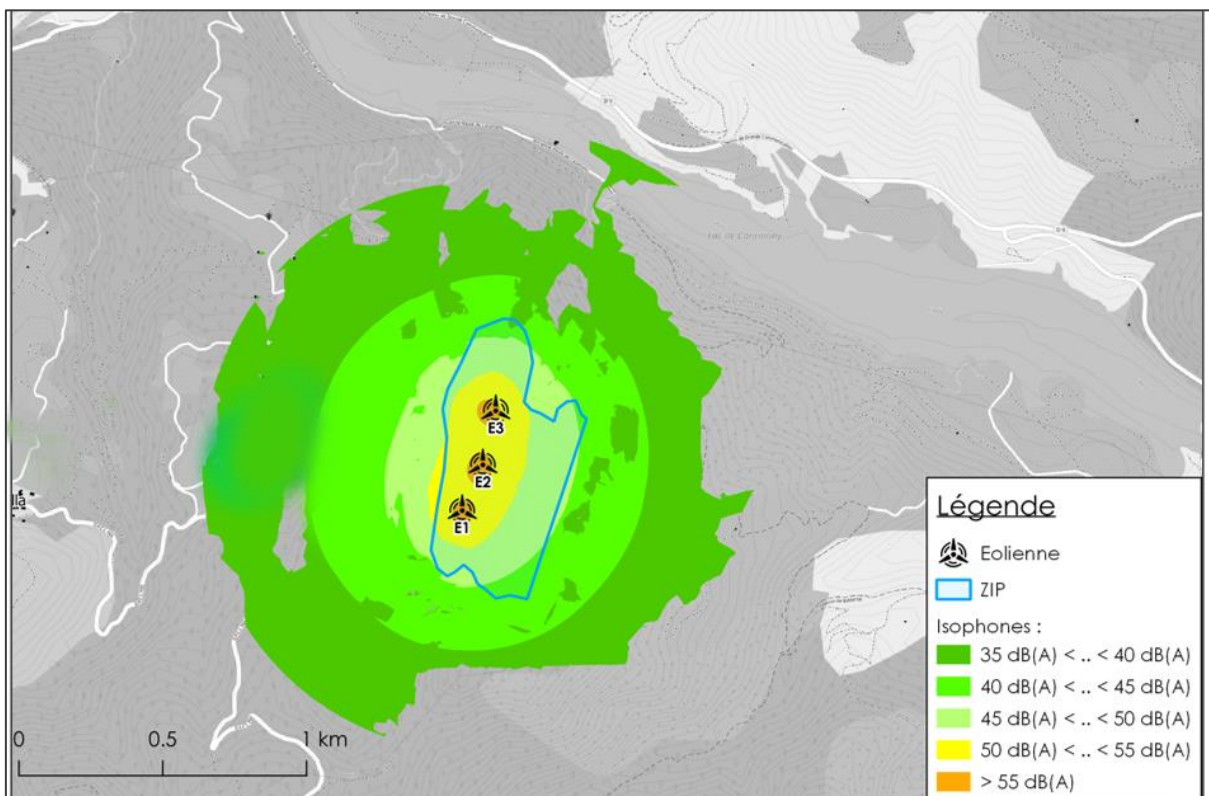 E3
E2
E1
lla
0
0.5
1 km
Légende
Eolienne
ZIP
Isophones :
35 dB(A) < .. < 40 dB(A)
40 dB(A) < .. < 45 dB(A)
45 dB(A) < .. < 50 dB(A)
50 dB(A) < .. < 55 dB(A)
> 55 dB(A)